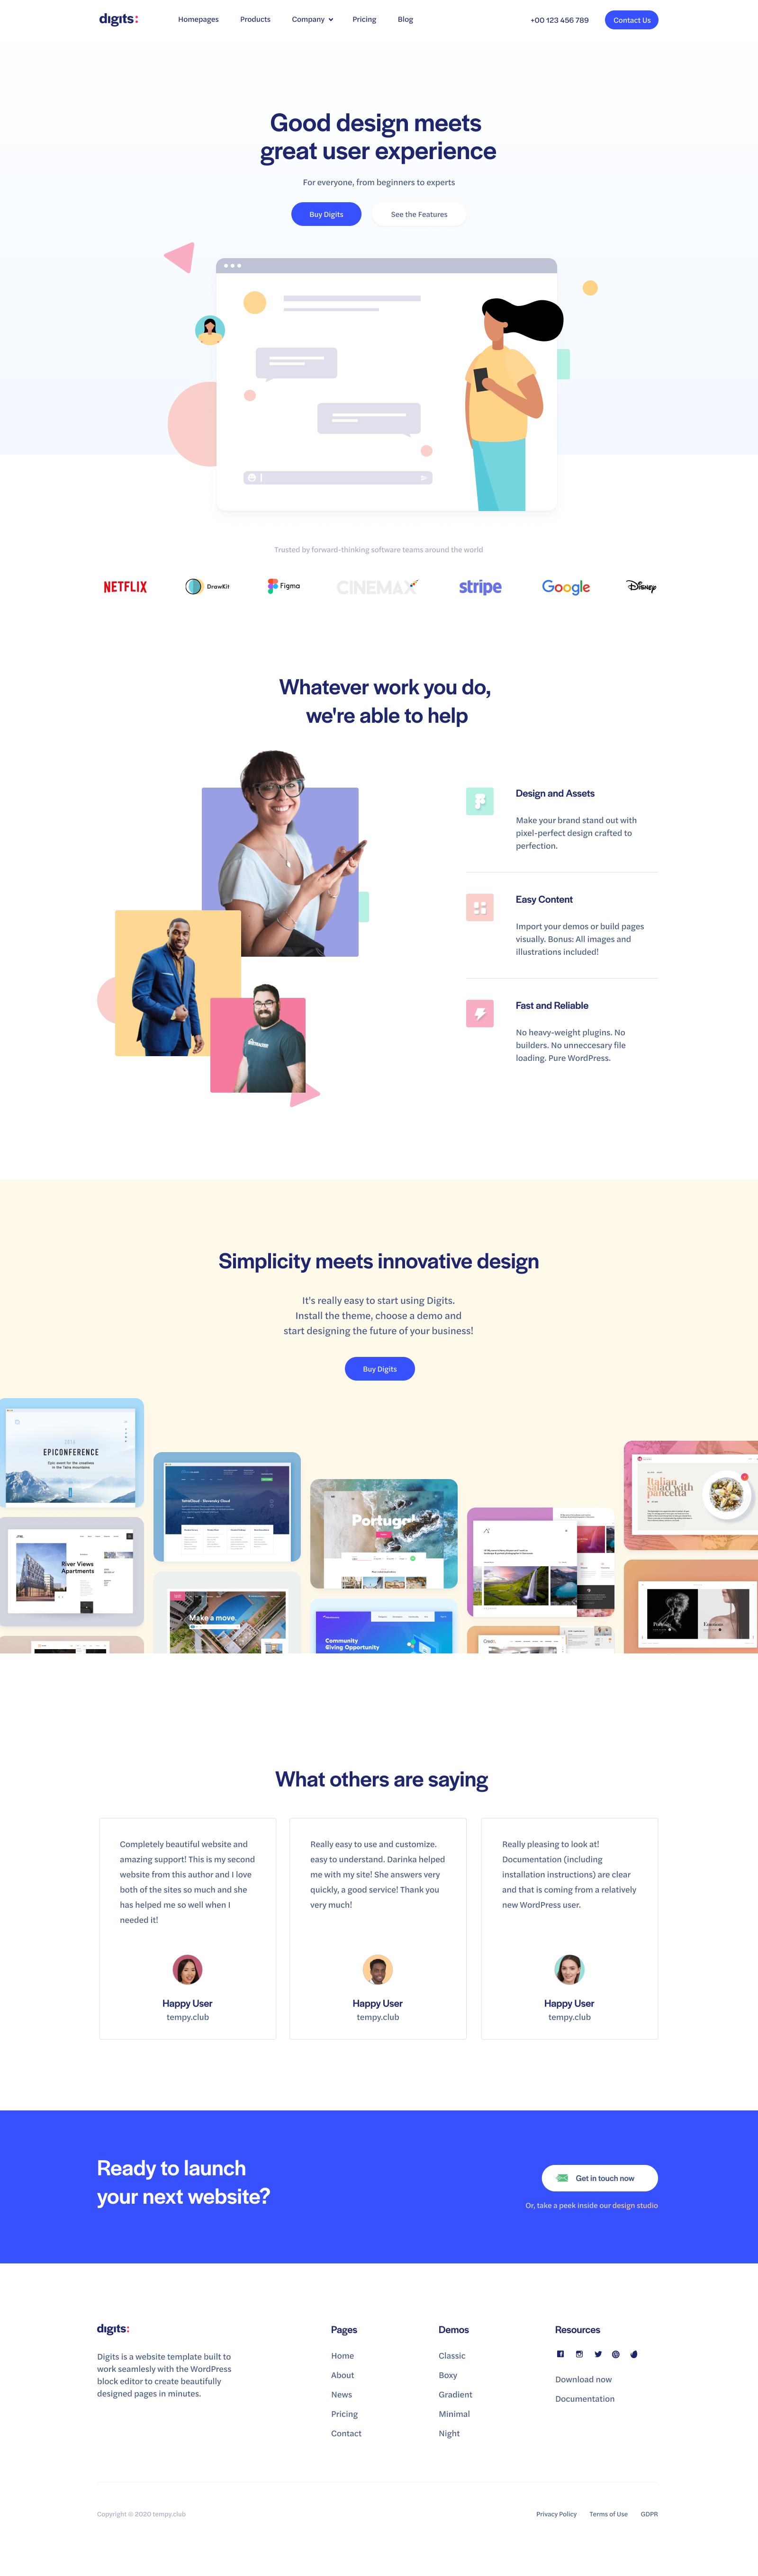 digits:
Homepages
Products
Company
Pricing
Blog
+00 123 456 789
Contact Us
Good design meets
great user experience
For everyone, from beginners to experts
Buy Digits
See the Features
Trusted by forward-thinking software teams around the world
NETFLIX
DrawKit
Figma
CINEMAX
stripe
Google
Disney
Whatever work you do,
we're able to help
Design and Assets
Make your brand stand out with
pixel-perfect design crafted to
perfection.
Easy Content
Import your demos or build pages
visually. Bonus: All images and
illustrations included!
Fast and Reliable
No heavy-weight plugins. No
builders. No unneccesary file
loading. Pure WordPress.
Simplicity meets innovative design
It's really easy to start using Digits.
Install the theme, choose a demo and
start designing the future of your business!
Buy Digits
EPICONFERENCE
Epic event for the creatives
in the Tatra mountains
River Views
Apartments
TatraCloud - Slovensky Cloud
Make a move.
Portugal
Community
Giving Opportunity
Italian
Salad with
pancetta
What others are saying
Completely beautiful website and
amazing support! This is my second
website from this author and I love
both of the sites so much and she
has helped me so well when I
needed it!
Happy User
tempy.club
Really easy to use and customize.
easy to understand. Darinka helped
me with my site! She answers very
quickly, a good service! Thank you
very much!
Happy User
tempy.club
Really pleasing to look at!
Documentation (including
installation instructions) are clear
and that is coming from a relatively
new WordPress user.
Happy User
tempy.club
Ready to launch
your next website?
Get in touch now
Or, take a peek inside our design studio
digits:
Digits is a website template built to
work seamlesly with the WordPress
block editor to create beautifully
designed pages in minutes.
Pages
Home
About
News
Pricing
Contact
Demos
Classic
Boxy
Gradient
Minimal
Night
Resources
Download now
Documentation
Copyright © 2020 tempy.club
Privacy Policy
Terms of Use
GDPR